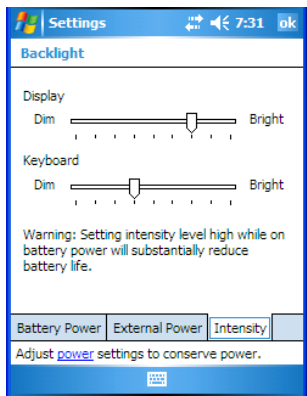 Settings 7:31 ok
Backlight
Display
Dim Bright
Keyboard
Dim Bright
Warning: Setting intensity level high while on
battery power will substantially reduce
battery life.
Battery Power External Power Intensity
Adjust power settings to conserve power.